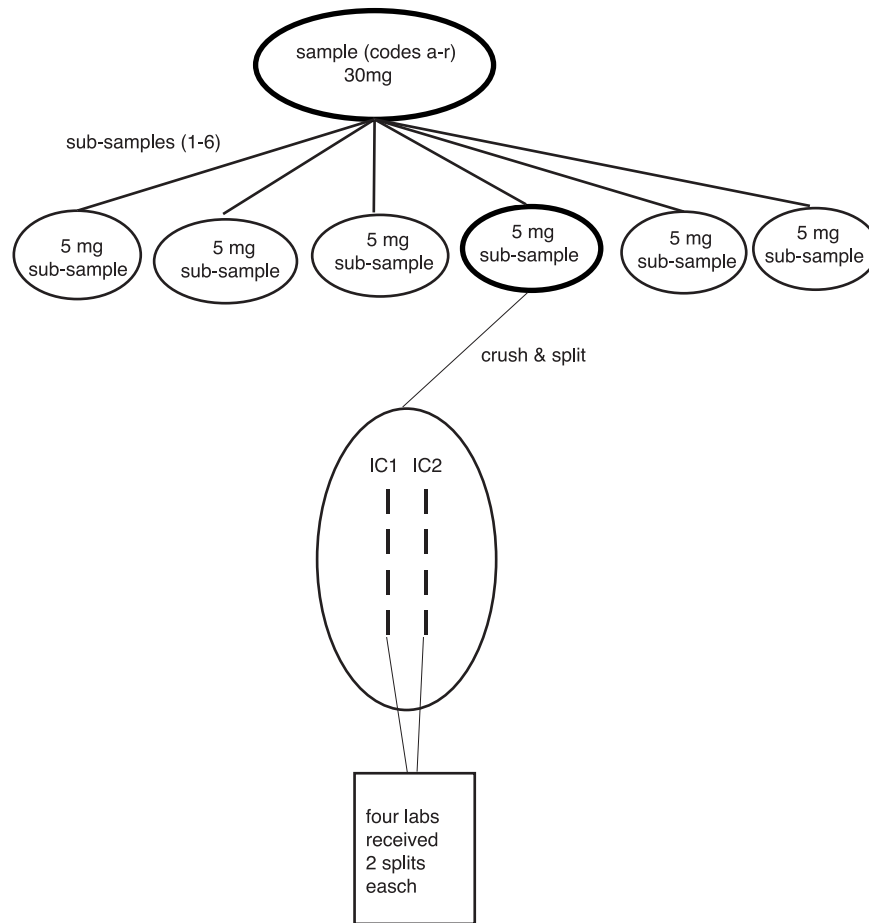 sample (codes a-r)
30mg
sub-samples (1-6)
5 mg
sub-sample
5 mg
sub-sample
5 mg
sub-sample
5 mg
sub-sample
5 mg
sub-sample
5 mg
sub-sample
crush & split
IC1 IC2
four labs
received
2 splits
easch